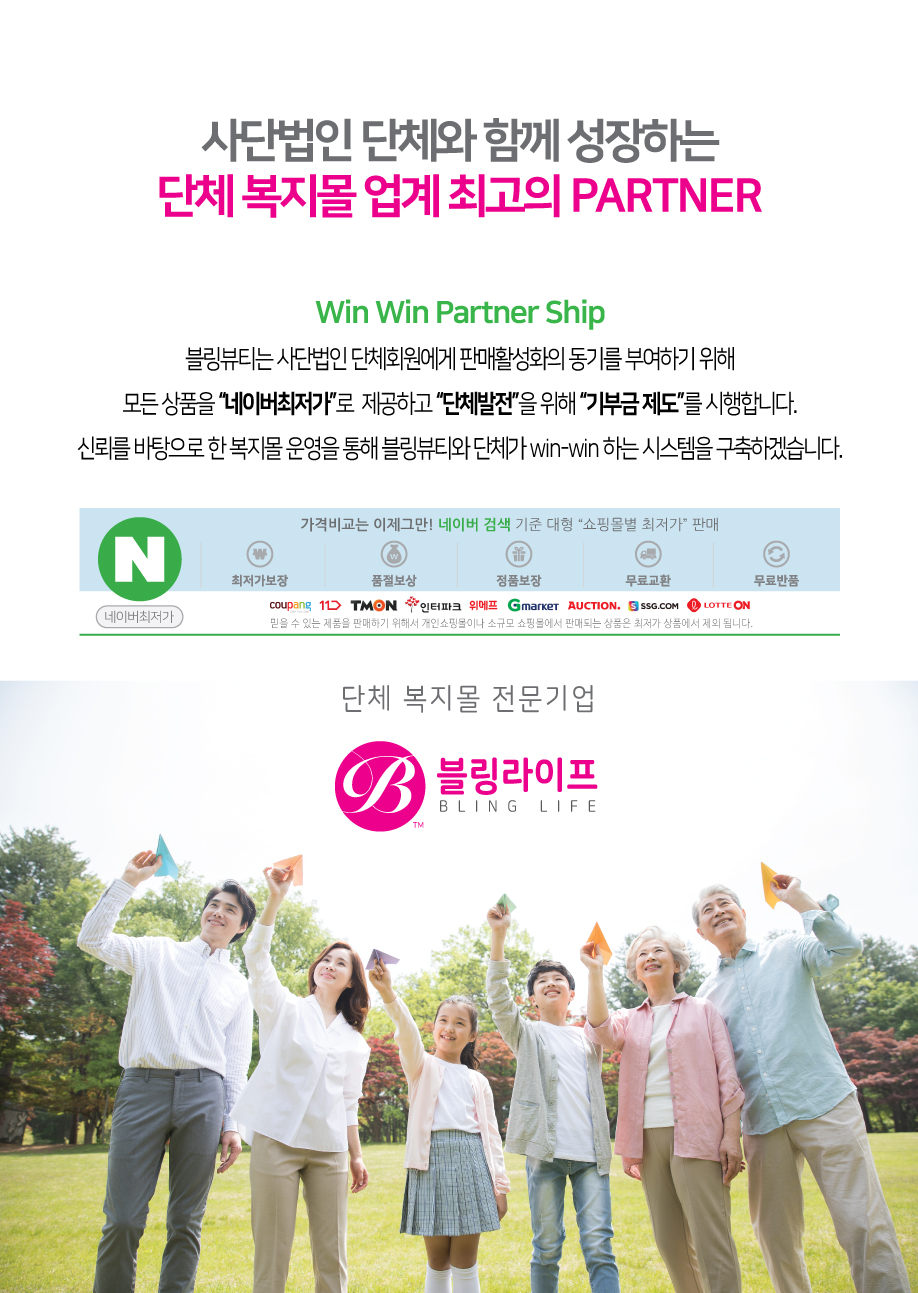 사단법인 단체와 함께 성장하는
단체 복지몰 업계 최고의 PARTNER
Win Win Partner Ship
블링뷰티는 사단법인 단체회원에게 판매활성화의 동기를 부여하기 위해
모든 상품을 “네이버최저가”로 제공하고 “단체발전”을 위해 “기부금 제도”를 시행합니다.
신뢰를 바탕으로 한 복지몰 운영을 통해 블링뷰티와 단체가 win-win 하는 시스템을 구축하겠습니다.
가격비교는 이제그만! 네이버 검색 기준 대형 “쇼핑몰별 최저가” 판매
N
네이버최저가
최저가보장 품절보상 정품보장 무료교환 무료반품
coupang 11 TMON 인터파크 위메프 Gmarket AUCTION. SSG.COM LOTTE ON
믿을 수 있는 제품을 판매하기 위해서 개인쇼핑몰이나 소규모 쇼핑몰에서 판매되는 상품은 최저가 상품에서 제외 됩니다.
단체 복지몰 전문기업
B
TM
블링라이프
BLING LIFE